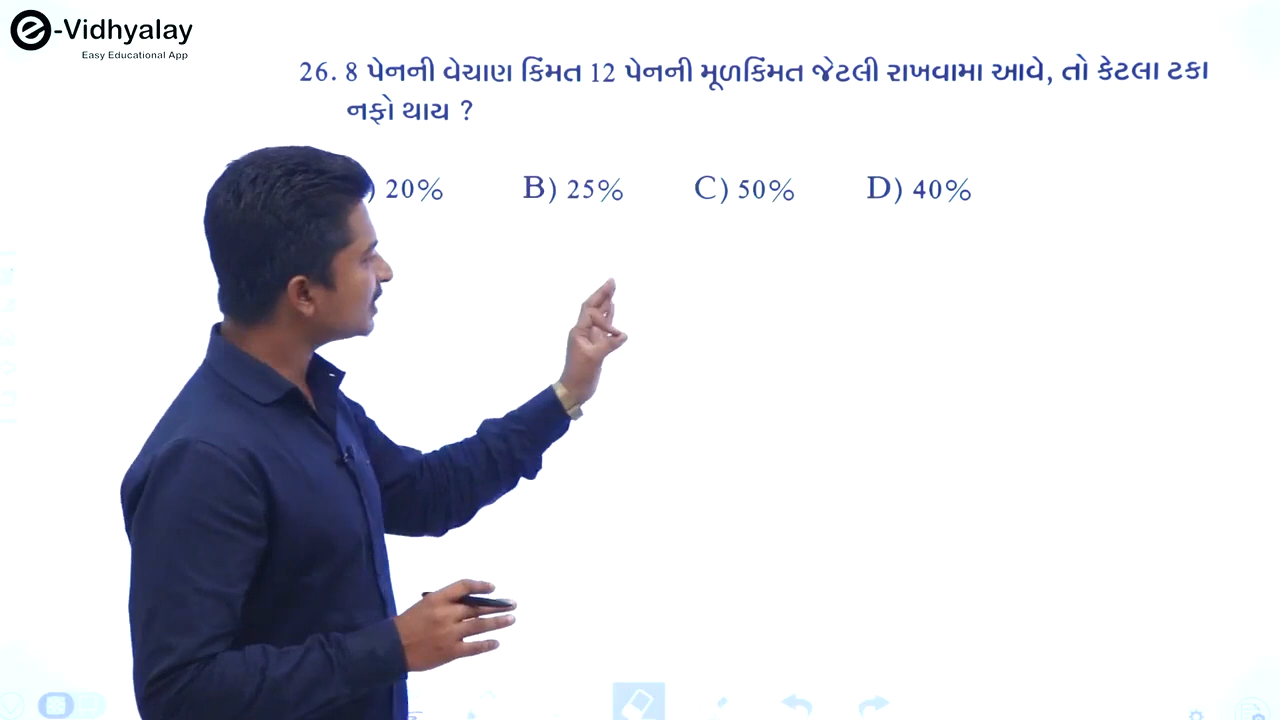 e-Vidhyalay
Easy Educational App
26. 8 પેનની વેચાણ કિંમત 12 પેનની મૂળકિંમત જેટલી રાખવામા આવે, તો કેટલા ટકા
નફો થાય ?
) 20% B) 25% C) 50% D) 40%